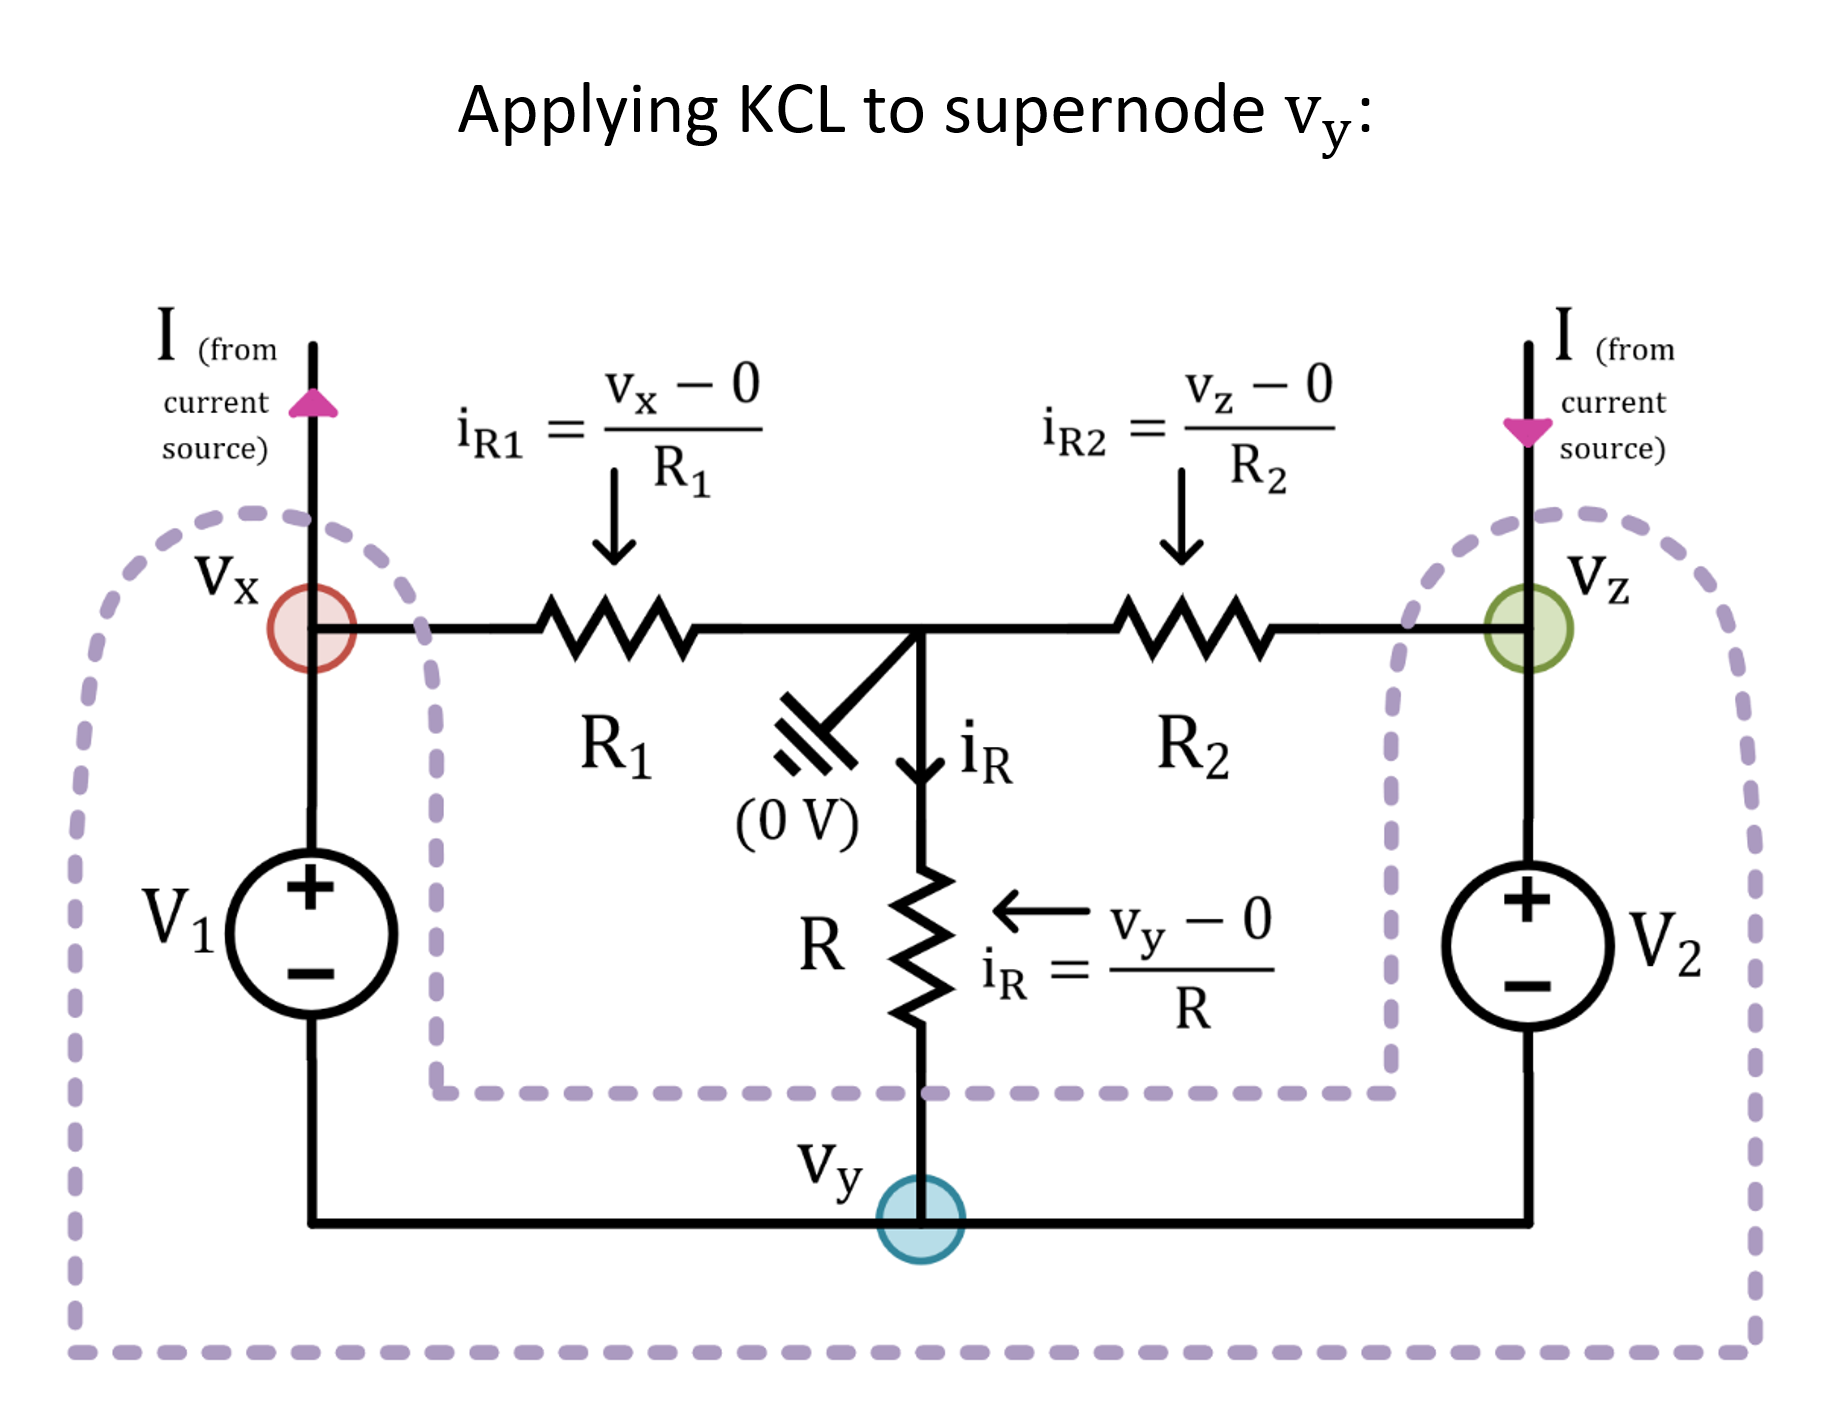 Applying KCL to supernode vy:
I (from
current
source)
iR1 = (vx − 0)/R1
iR2 = (vz − 0)/R2
I (from
current
source)
vx
vz
R1
(0 V)
iR
R2
V1
+
−
R
iR = (vy − 0)/R
+
−
V2
vy